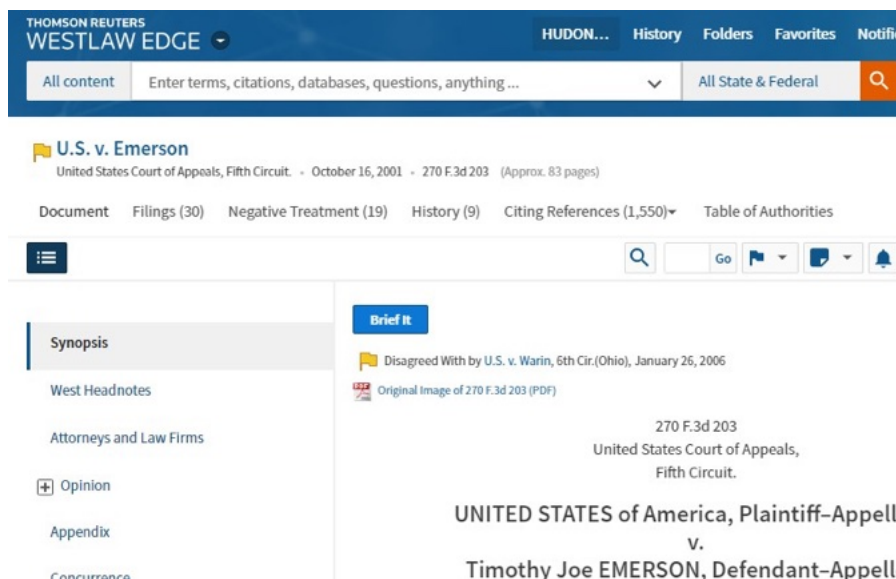 THOMSON REUTERS
WESTLAW EDGE
HUDON... History Folders Favorites Notifi
All content Enter terms, citations, databases, questions, anything ... All State & Federal
U.S. v. Emerson
United States Court of Appeals, Fifth Circuit. • October 16, 2001 • 270 F.3d 203 (Approx. 83 pages)
Document Filings (30) Negative Treatment (19) History (9) Citing References (1,550) Table of Authorities
Go
Brief It
Synopsis
Disagreed With by U.S. v. Warin, 6th Cir.(Ohio), January 26, 2006
West Headnotes
Original Image of 270 F.3d 203 (PDF)
Attorneys and Law Firms
270 F.3d 203
United States Court of Appeals,
Fifth Circuit.
Opinion
UNITED STATES of America, Plaintiff–Appell
Appendix
v.
Timothy Joe EMERSON, Defendant–Appell
Concurrence